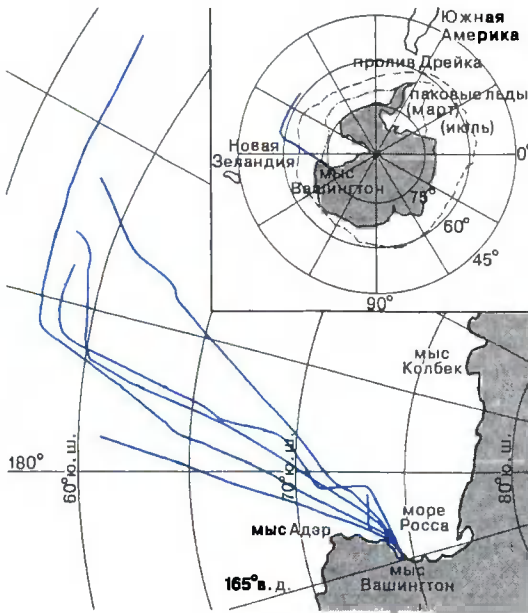 Южная
Америка
пролив Дрейка
паковые льды
(март)
(июль)
Новая
Зеландия
мыс
Вашингтон
0°
75°
60°
45°
90°
мыс
Колбек
180°
60° ю. ш.
70° ю. ш.
80° ю. ш.
море
Росса
мыс Адэр
мыс
Вашингтон
165° в. д.